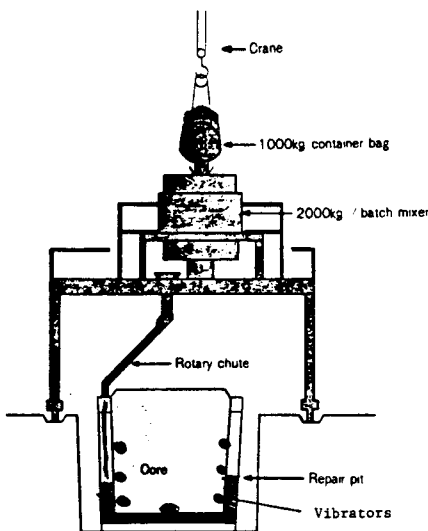 Crane
1000kg container bag
2000kg / batch mixer
Rotary chute
Core
Repair pit
Vibrators